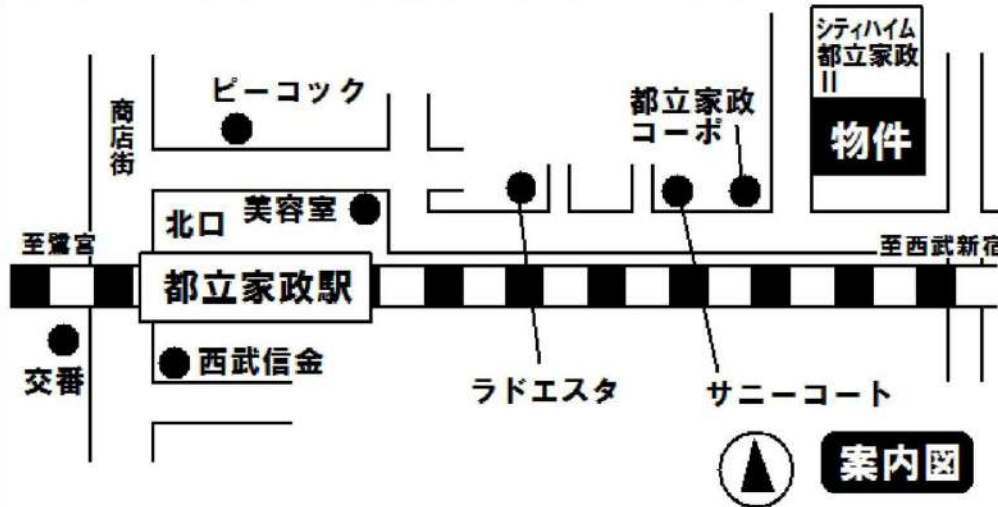 シティハイム
都立家政
II
物件
ピーコック
都立家政
コーポ
商店街
北口
美容室
至鷺宮
至西武新宿
都立家政駅
交番
西武信金
ラドエスタ
サニーコート
案内図